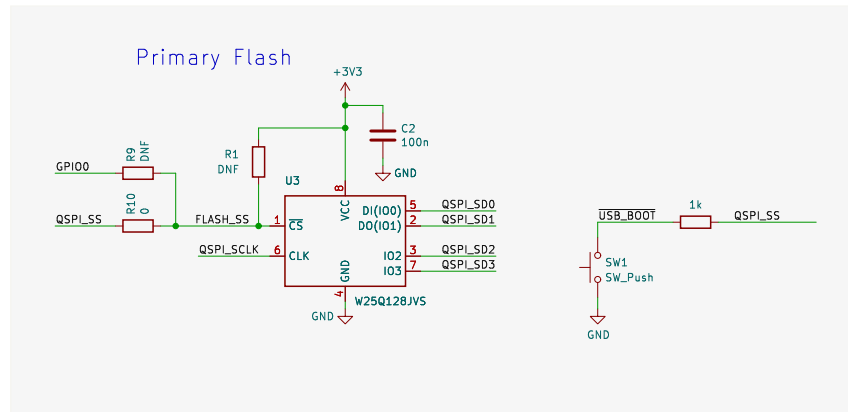 Primary Flash
+3V3
C2
100n
GND
R1
DNF
R9
DNF
GPIO0
R10
0
QSPI_SS
FLASH_SS
QSPI_SCLK
U3
8
VCC
1
CS
6
CLK
DI(IO0)
5
QSPI_SD0
DO(IO1)
2
QSPI_SD1
IO2
3
QSPI_SD2
IO3
7
QSPI_SD3
GND
4
W25Q128JVS
GND
USB_BOOT
1k
QSPI_SS
SW1
SW_Push
GND